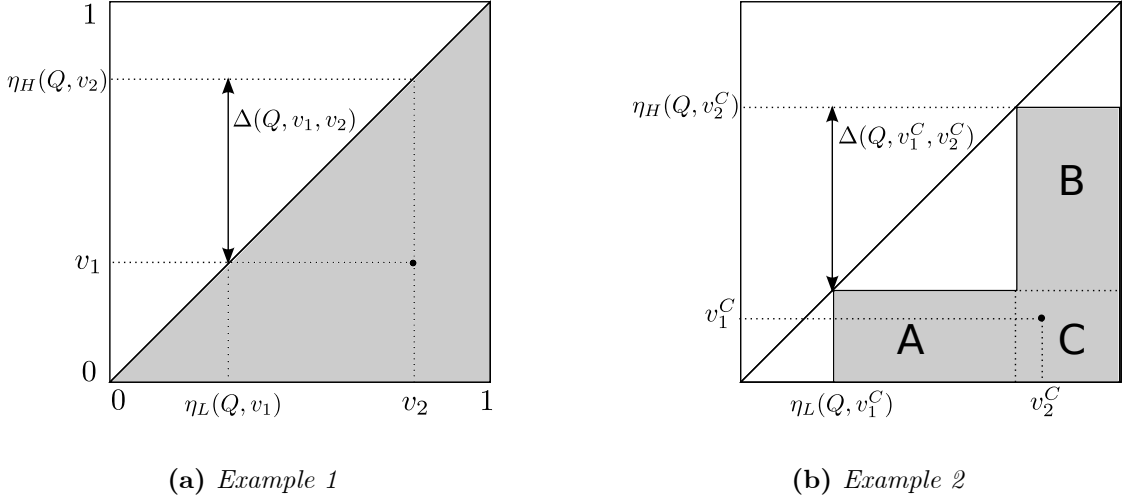 1
η_H(Q, v_2)
Δ(Q, v_1, v_2)
v_1
0
0
η_L(Q, v_1)
v_2
1
(a) Example 1
η_H(Q, v_2^C)
Δ(Q, v_1^C, v_2^C)
B
v_1^C
A
C
η_L(Q, v_1^C)
v_2^C
(b) Example 2